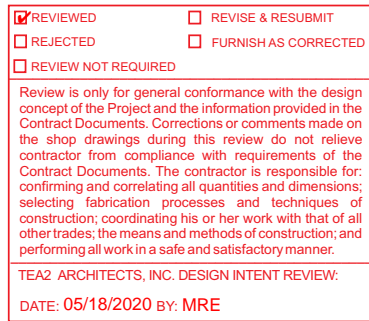 REVIEWED REVISE & RESUBMIT
REJECTED FURNISH AS CORRECTED
REVIEW NOT REQUIRED
Review is only for general conformance with the design
concept of the Project and the information provided in the
Contract Documents. Corrections or comments made on
the shop drawings during this review do not relieve
contractor from compliance with requirements of the
Contract Documents. The contractor is responsible for:
confirming and correlating all quantities and dimensions;
selecting fabrication processes and techniques of
construction; coordinating his or her work with that of all
other trades; the means and methods of construction; and
performing all work in a safe and satisfactory manner.
TEA2 ARCHITECTS, INC. DESIGN INTENT REVIEW:
DATE: 05/18/2020 BY: MRE